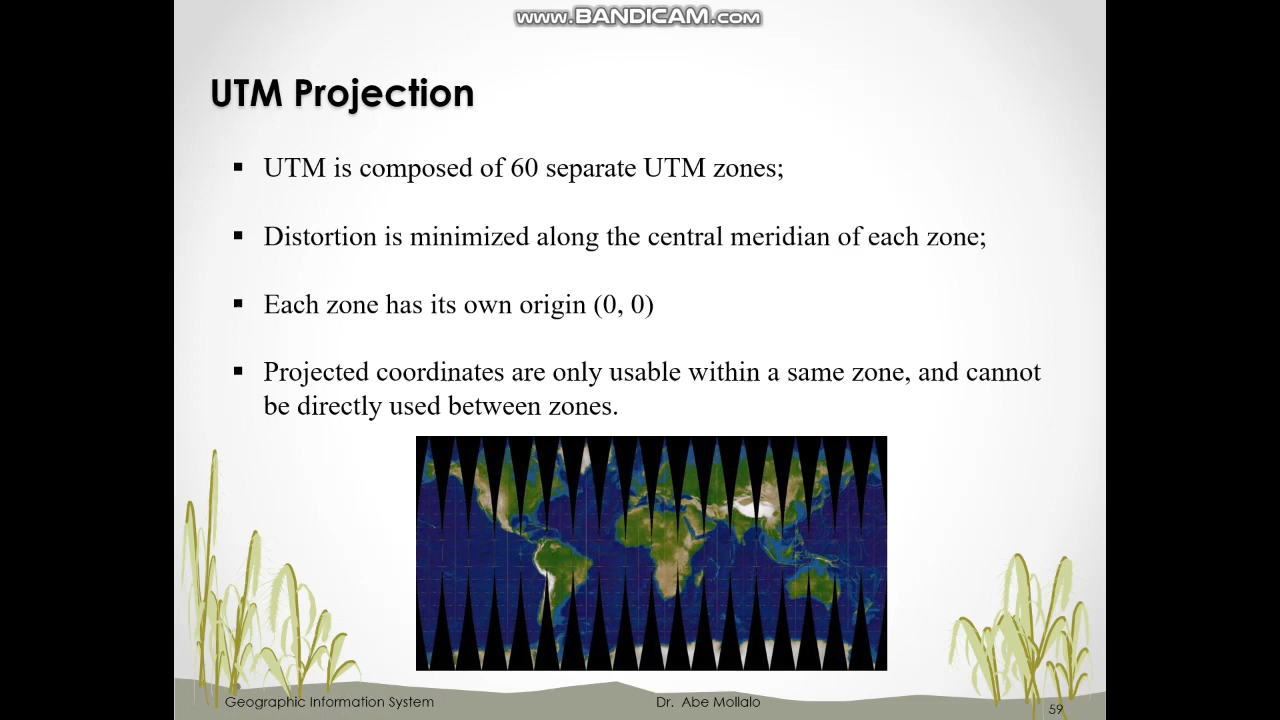 www.BANDICAM.com
UTM Projection
▪ UTM is composed of 60 separate UTM zones;
▪ Distortion is minimized along the central meridian of each zone;
▪ Each zone has its own origin (0, 0)
▪ Projected coordinates are only usable within a same zone, and cannot
be directly used between zones.
Geographic Information System
Dr. Abe Mollalo
59